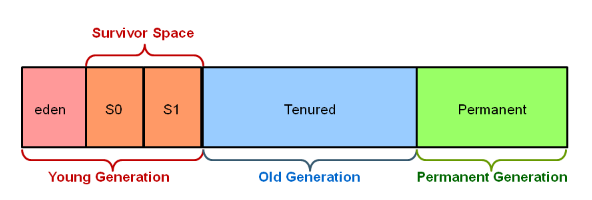 Survivor Space
eden S0 S1 Tenured Permanent
Young Generation Old Generation Permanent Generation